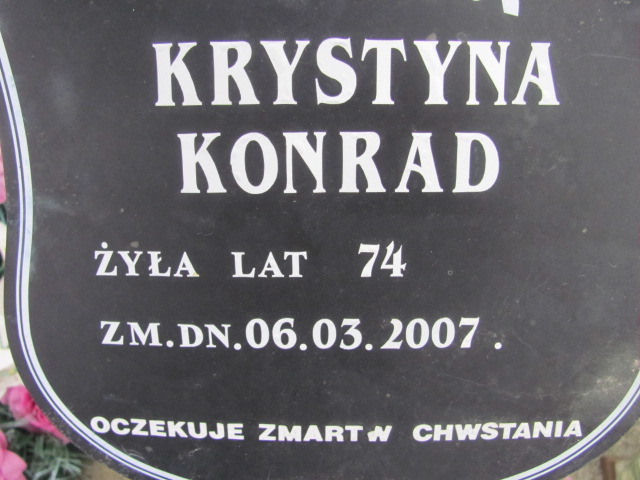 KRYSTYNA
KONRAD
ŻYŁA LAT 74
ZM.DN.06.03.2007.
OCZEKUJE ZMARTW CHWSTANIA